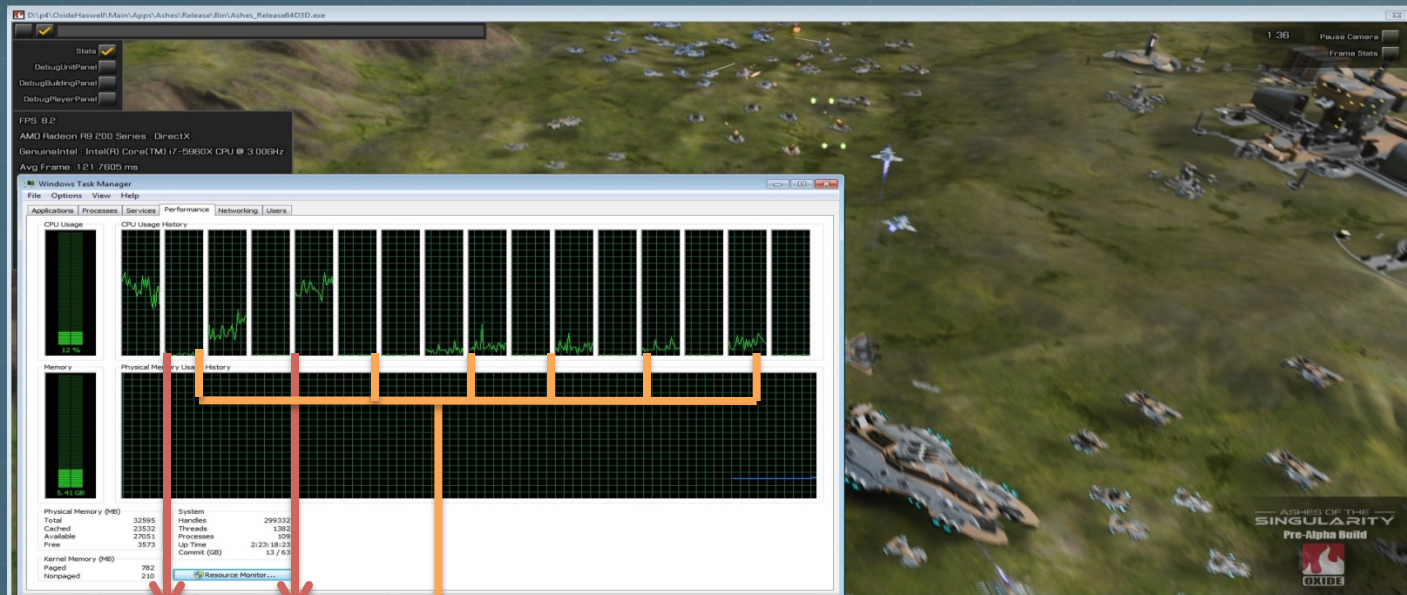 D:\p4\OxideHaswell\Main\Apps\Ashes\Release\Bin\Ashes_Release64D3D.exe
Stats
DebugUnitPanel
DebugBuildingPanel
DebugPlayerPanel
1:36
Pause Camera
Frame Stats
FPS: 8.2
AMD Radeon R9 200 Series : DirectX
GenuineIntel : Intel(R) Core(TM) i7-5960X CPU @ 3.00GHz
Avg Frame: 121.7605 ms
Windows Task Manager
File Options View Help
Applications Processes Services Performance Networking Users
CPU Usage
CPU Usage History
12 %
Memory
Physical Memory Usage History
5.41 GB
Physical Memory (MB)
Total 32595
Cached 23532
Available 27051
Free 3573
Kernel Memory (MB)
Paged 782
Nonpaged 210
System
Handles 299332
Threads 1382
Processes 109
Up Time 2:23:18:23
Commit (GB) 13 / 63
Resource Monitor...
ASHES OF THE
SINGULARITY
Pre-Alpha Build
OXIDE